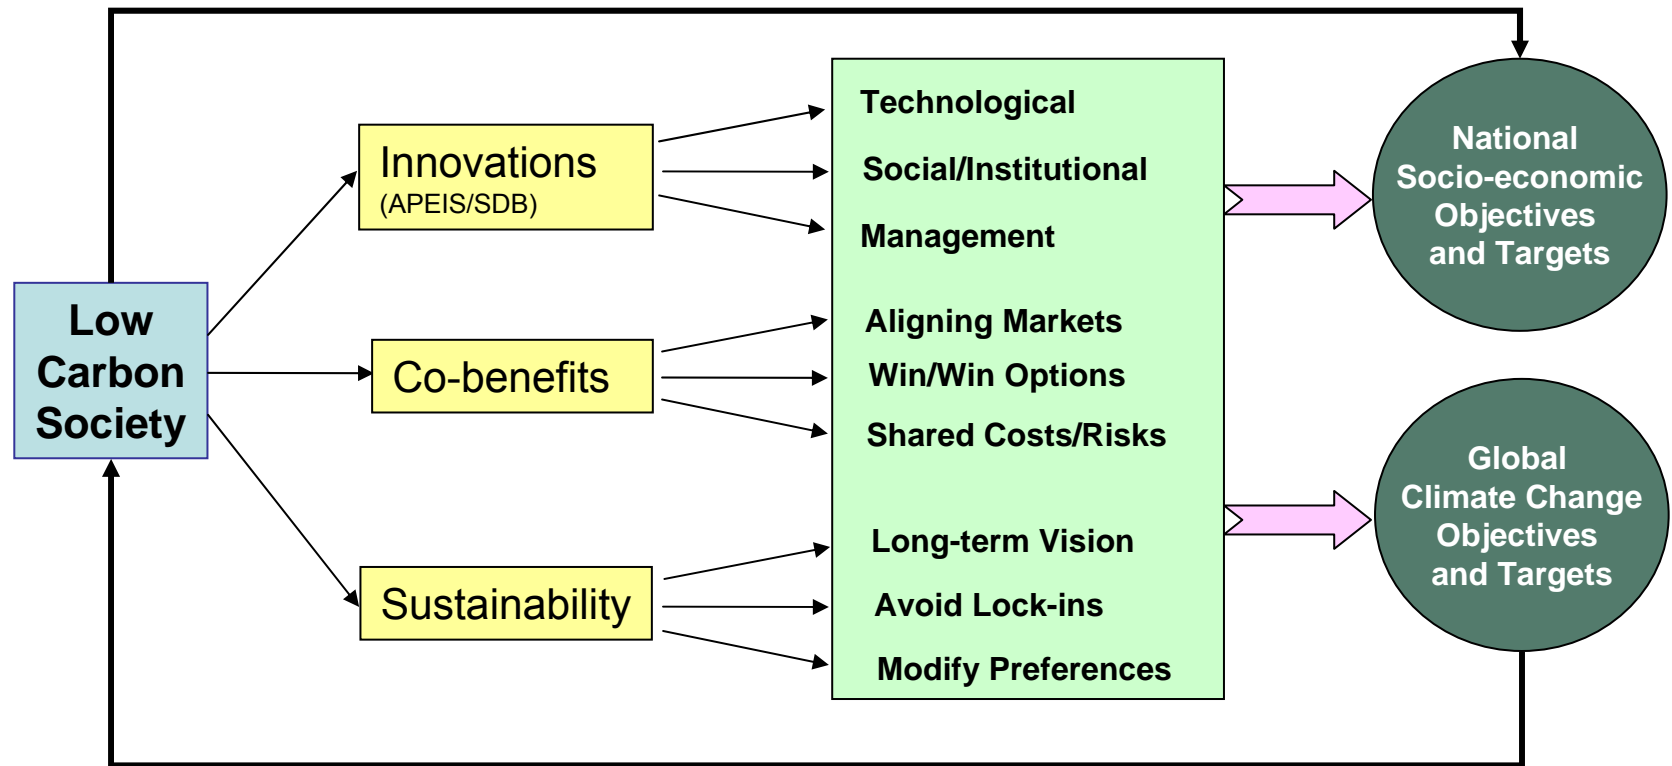 Low
Carbon
Society
Innovations
(APEIS/SDB)
Co-benefits
Sustainability
Technological
Social/Institutional
Management
Aligning Markets
Win/Win Options
Shared Costs/Risks
Long-term Vision
Avoid Lock-ins
Modify Preferences
National
Socio-economic
Objectives
and Targets
Global
Climate Change
Objectives
and Targets